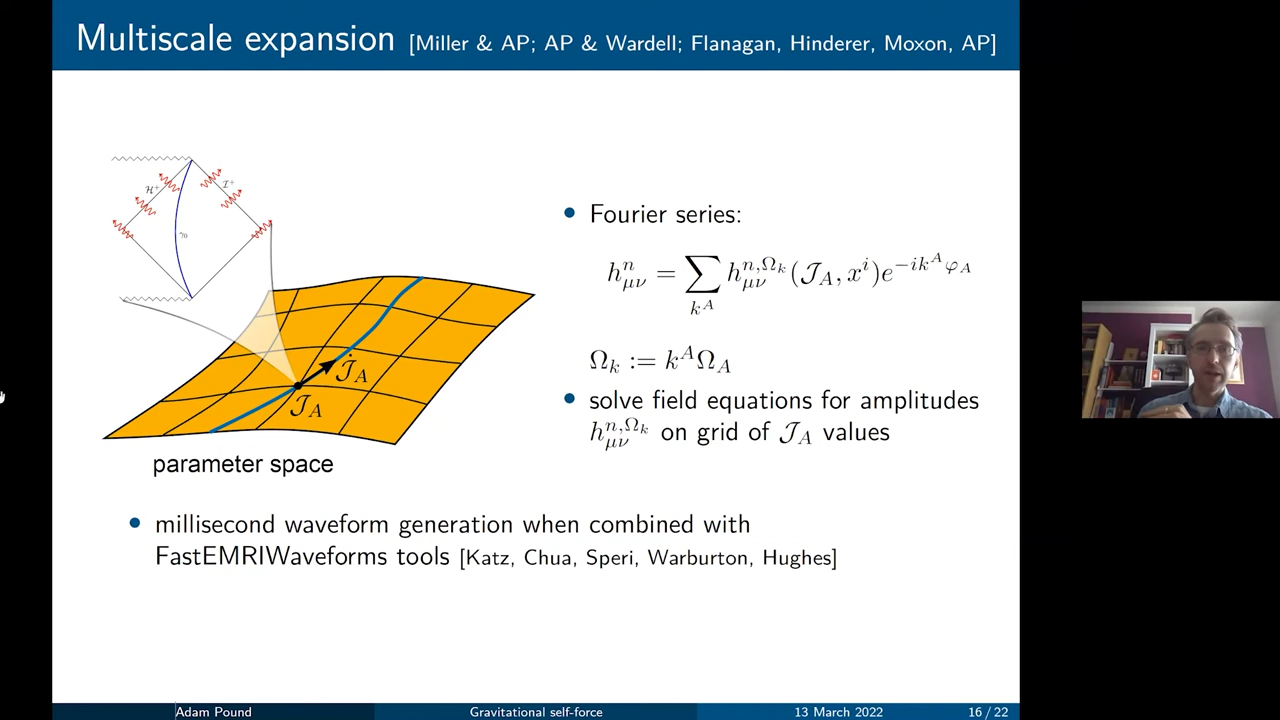 Multiscale expansion [Miller & AP; AP & Wardell; Flanagan, Hinderer, Moxon, AP]
H⁺
I⁺
γ₀
• Fourier series:
h^n_{μν} = ∑_{k^A} h^{n,Ω_k}_{μν}(𝒥_A, x^i)e^{-ik^Aφ_A}
Ω_k := k^AΩ_A
• solve field equations for amplitudes
h^{n,Ω_k}_{μν} on grid of 𝒥_A values
𝒥̇_A
𝒥_A
parameter space
• millisecond waveform generation when combined with
FastEMRIWaveforms tools [Katz, Chua, Speri, Warburton, Hughes]
Adam Pound
Gravitational self-force
13 March 2022
16 / 22